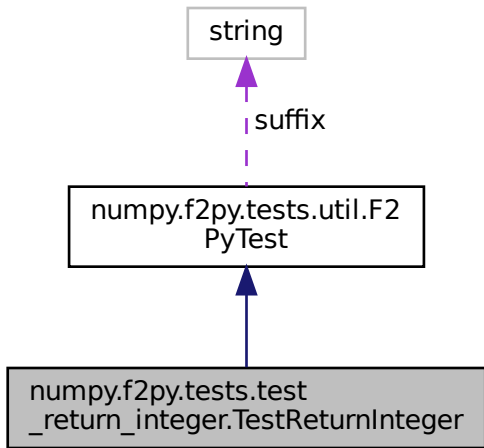 string
suffix
numpy.f2py.tests.util.F2
PyTest
numpy.f2py.tests.test
_return_integer.TestReturnInteger